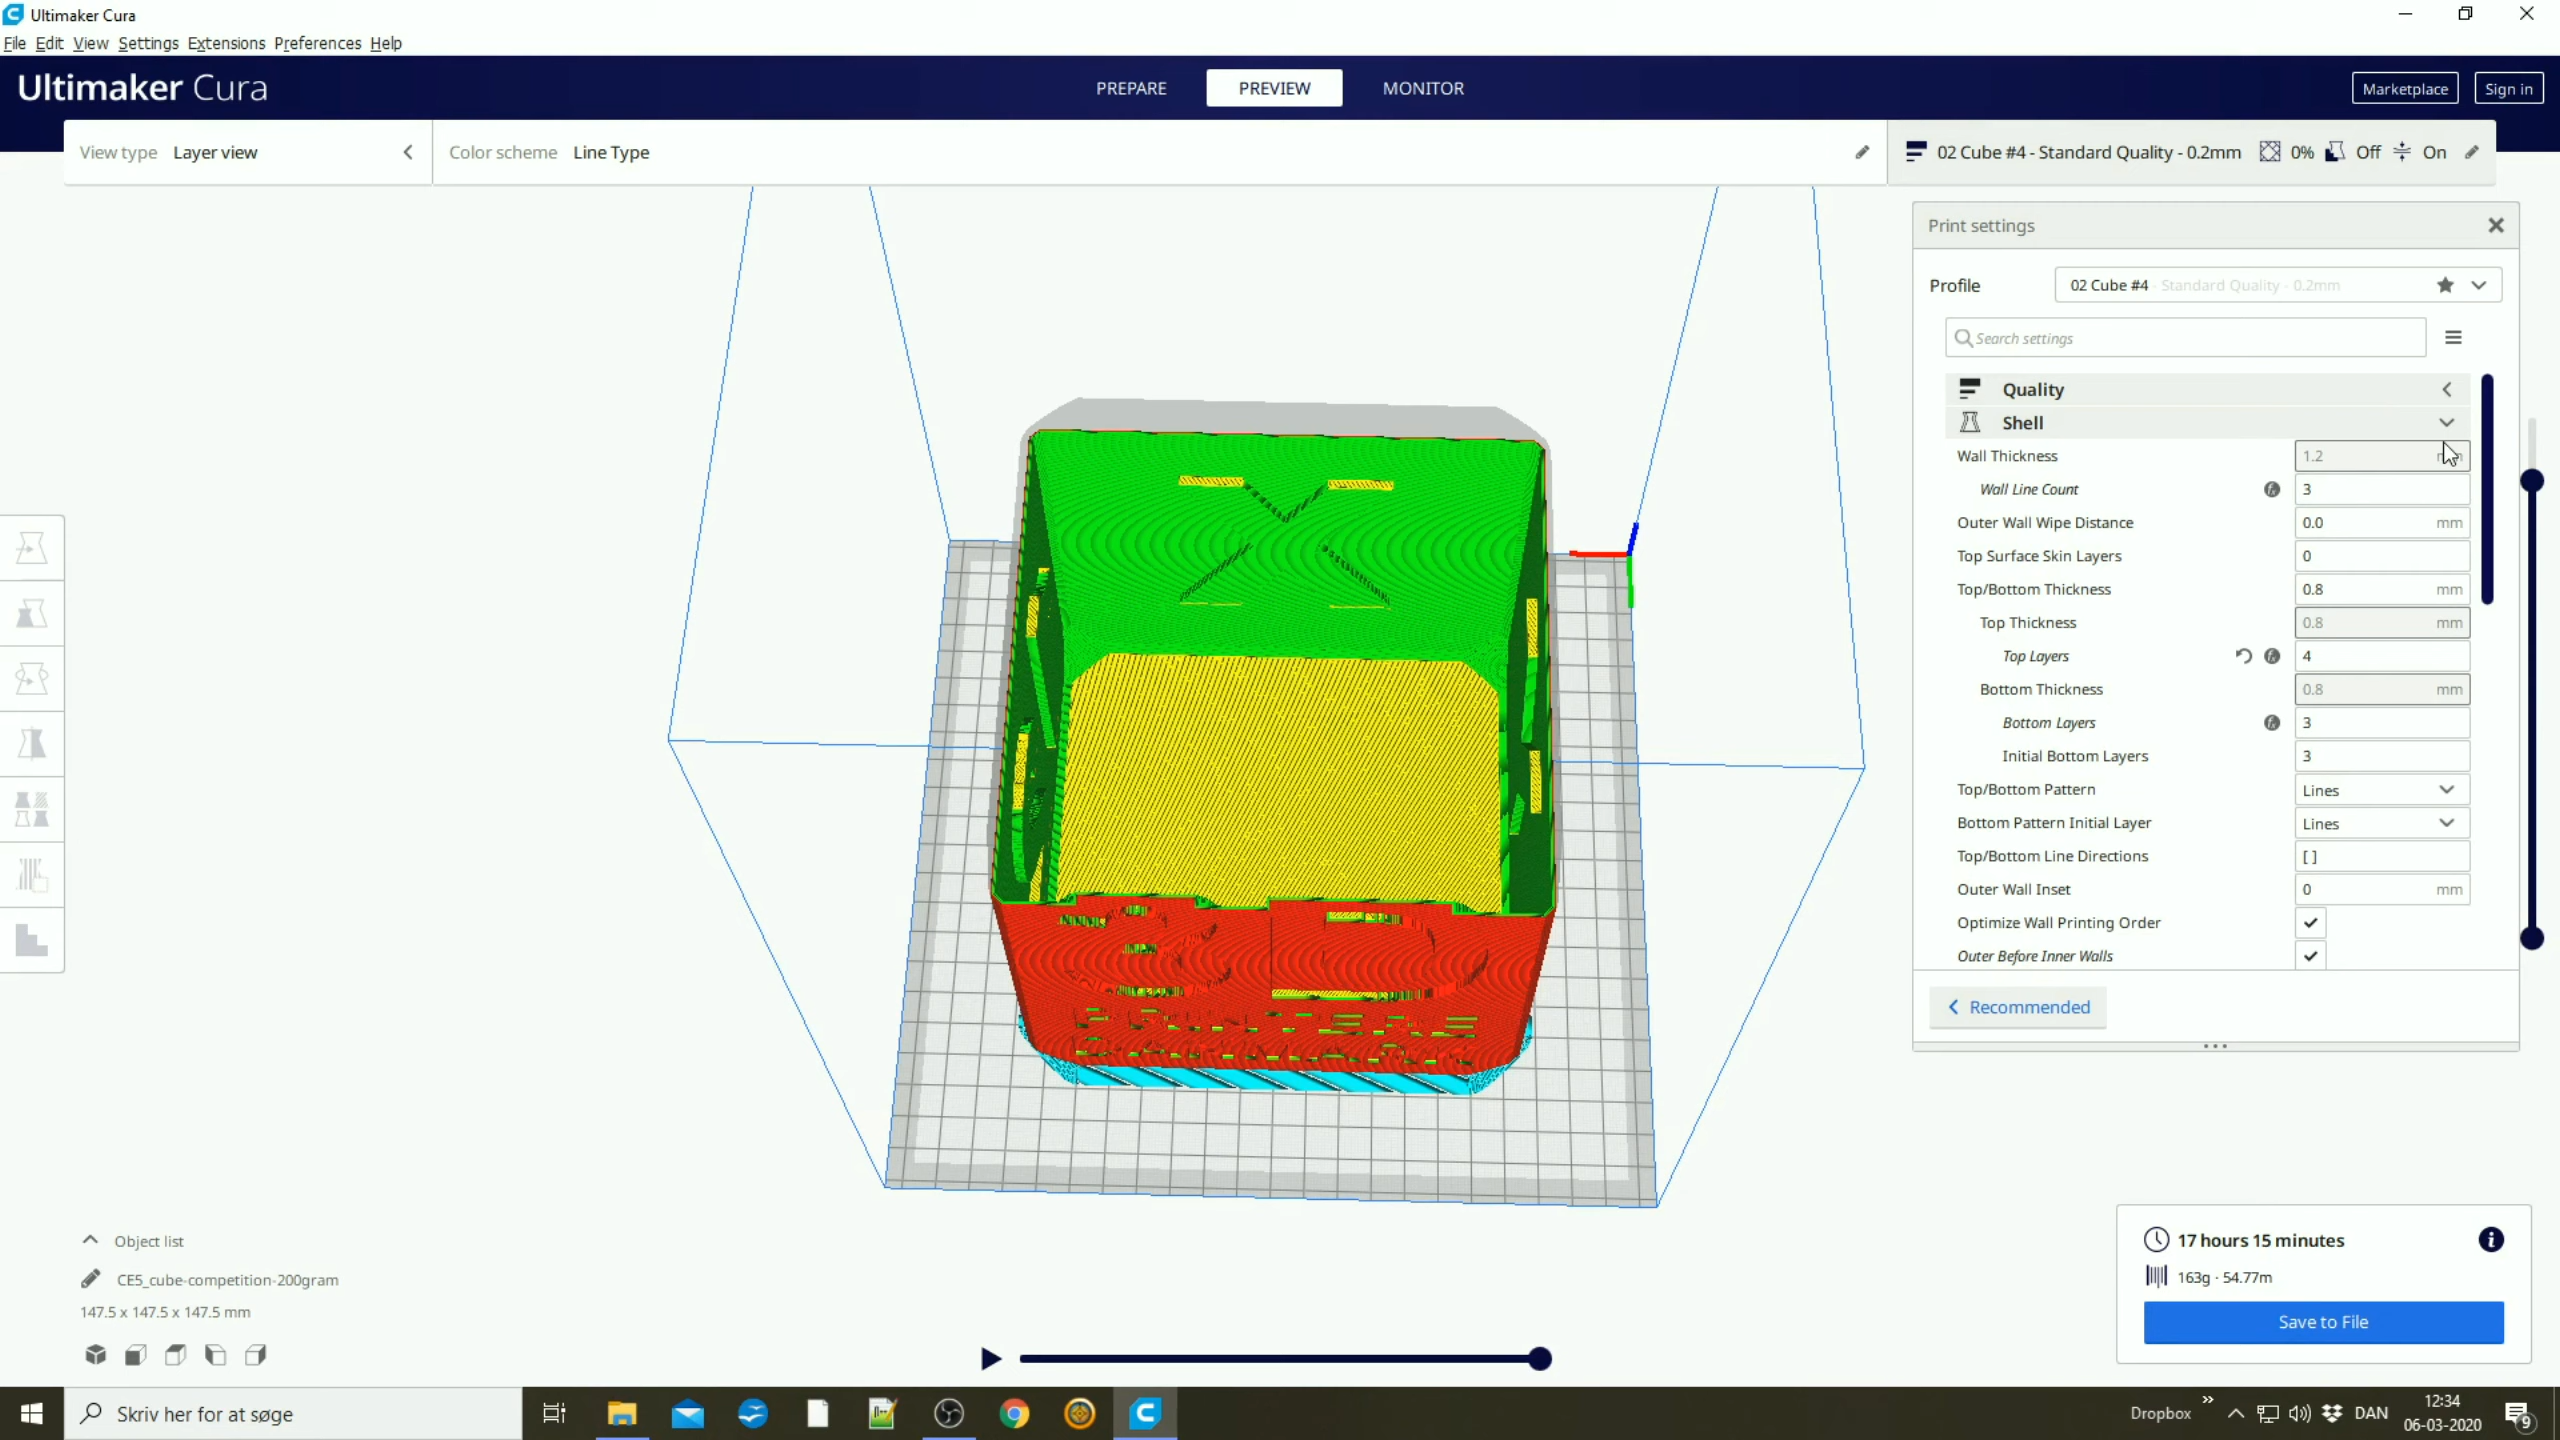 Ultimaker Cura
File Edit View Settings Extensions Preferences Help
Ultimaker Cura
PREPARE PREVIEW MONITOR
Marketplace Sign in
View type Layer view
Color scheme Line Type
02 Cube #4 - Standard Quality - 0.2mm 0% Off On
Print settings
Profile 02 Cube #4 - Standard Quality - 0.2mm
Search settings
Quality
Shell
Wall Thickness 1.2
Wall Line Count 3
Outer Wall Wipe Distance 0.0 mm
Top Surface Skin Layers 0
Top/Bottom Thickness 0.8 mm
Top Thickness 0.8 mm
Top Layers 4
Bottom Thickness 0.8 mm
Bottom Layers 3
Initial Bottom Layers 3
Top/Bottom Pattern Lines
Bottom Pattern Initial Layer Lines
Top/Bottom Line Directions [ ]
Outer Wall Inset 0 mm
Optimize Wall Printing Order
Outer Before Inner Walls
Recommended
Object list
CE5_cube-competition-200gram
147.5 x 147.5 x 147.5 mm
17 hours 15 minutes
163g · 54.77m
Save to File
Skriv her for at søge
Dropbox DAN 12:34
06-03-2020 9